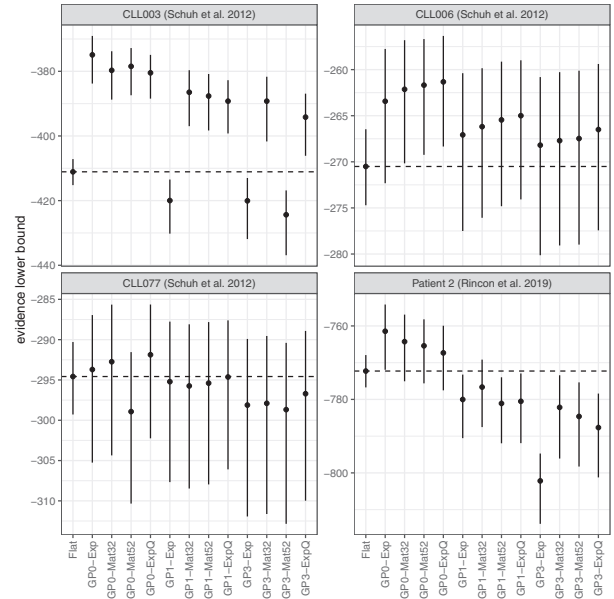 CLL003 (Schuh et al. 2012)
CLL006 (Schuh et al. 2012)
−380
−400
−420
−440
−260
−265
−270
−275
−280
evidence lower bound
CLL077 (Schuh et al. 2012)
Patient 2 (Rincon et al. 2019)
−285
−290
−295
−300
−305
−310
−760
−780
−800
Flat
GP0−Exp
GP0−Mat32
GP0−Mat52
GP0−ExpQ
GP1−Exp
GP1−Mat32
GP1−Mat52
GP1−ExpQ
GP3−Exp
GP3−Mat32
GP3−Mat52
GP3−ExpQ
Flat
GP0−Exp
GP0−Mat32
GP0−Mat52
GP0−ExpQ
GP1−Exp
GP1−Mat32
GP1−Mat52
GP1−ExpQ
GP3−Exp
GP3−Mat32
GP3−Mat52
GP3−ExpQ